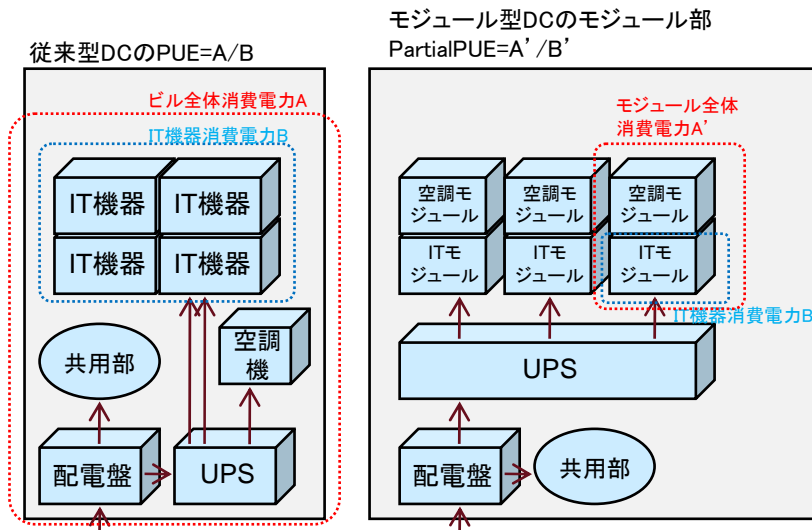 従来型DCのPUE=A/B
ビル全体消費電力A
IT機器消費電力B
IT機器
IT機器
IT機器
IT機器
空調
機
共用部
配電盤
UPS
モジュール型DCのモジュール部
PartialPUE=A’/B’
モジュール全体
消費電力A’
空調モ
ジュール
空調モ
ジュール
空調モ
ジュール
ITモ
ジュール
ITモ
ジュール
ITモ
ジュール
IT機器消費電力B
UPS
配電盤
共用部